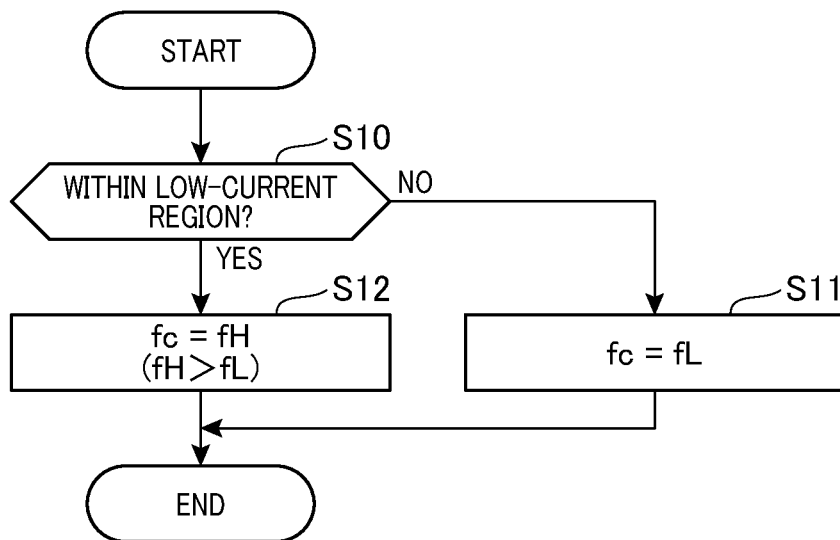 START
S10
WITHIN LOW-CURRENT
REGION?
NO
YES
S12
fc = fH
(fH＞fL)
S11
fc = fL
END